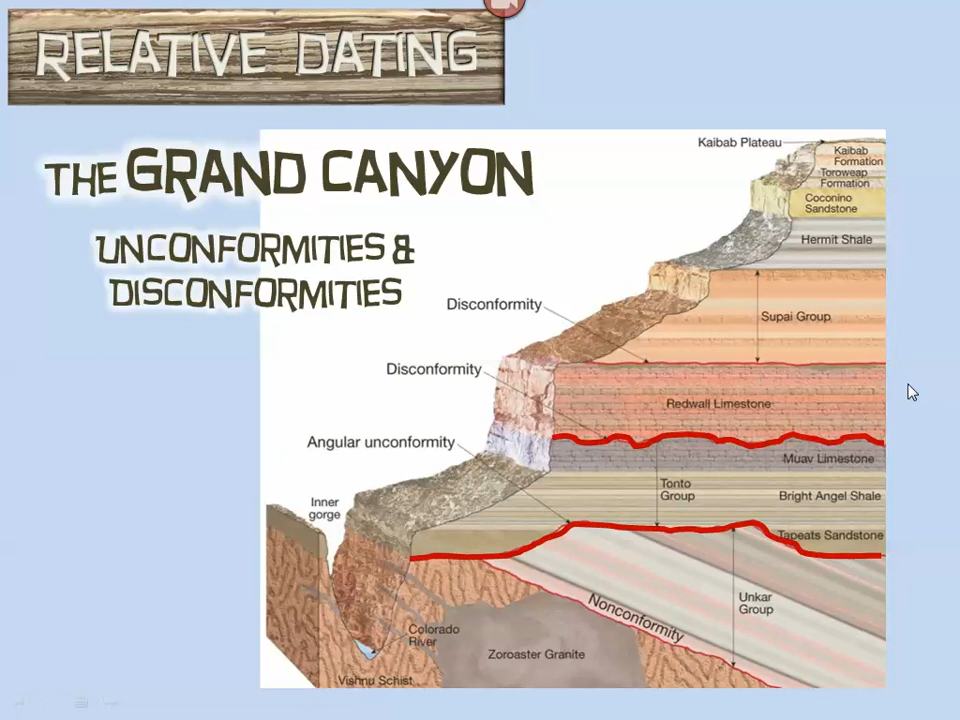 RELATIVE DATING
THE GRAND CANYON
UNCONFORMITIES &
DISCONFORMITIES
Kaibab Plateau
Kaibab
Formation
Toroweap
Formation
Coconino
Sandstone
Hermit Shale
Disconformity
Supai Group
Disconformity
Redwall Limestone
Angular unconformity
Muav Limestone
Tonto
Group
Bright Angel Shale
Inner
gorge
Tapeats Sandstone
Unkar
Group
Nonconformity
Colorado
River
Zoroaster Granite
Vishnu Schist